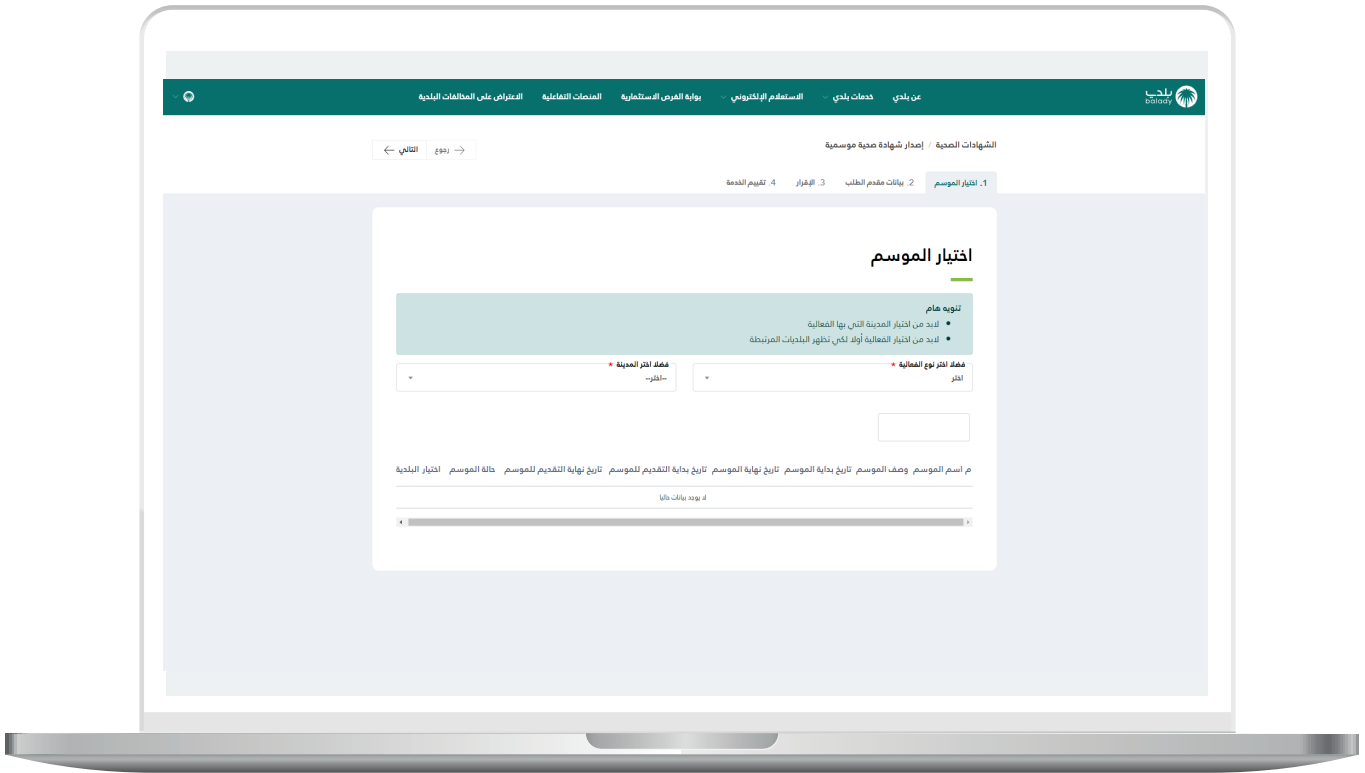 بلدي
balady
عن بلدي
خدمات بلدي
الاستعلام الإلكتروني
بوابة الفرص الاستثمارية
المنصات التفاعلية
الاعتراض على المخالفات البلدية
الشهادات الصحية / إصدار شهادة صحية موسمية
رجوع
التالي
1. اختيار الموسم
2. بيانات مقدم الطلب
3. الإقرار
4. تقييم الخدمة
اختيار الموسم
تنويه هام
لابد من اختيار المدينة التي بها الفعالية
لابد من اختيار الفعالية أولا لكي تظهر البلديات المرتبطة
فضلا اختر نوع الفعالية *
اختر
فضلا اختر المدينة *
--اختر--
م اسم الموسم وصف الموسم تاريخ بداية الموسم تاريخ نهاية الموسم تاريخ بداية التقديم للموسم تاريخ نهاية التقديم للموسم حالة الموسم اختيار البلدية
لا يوجد بيانات حاليا